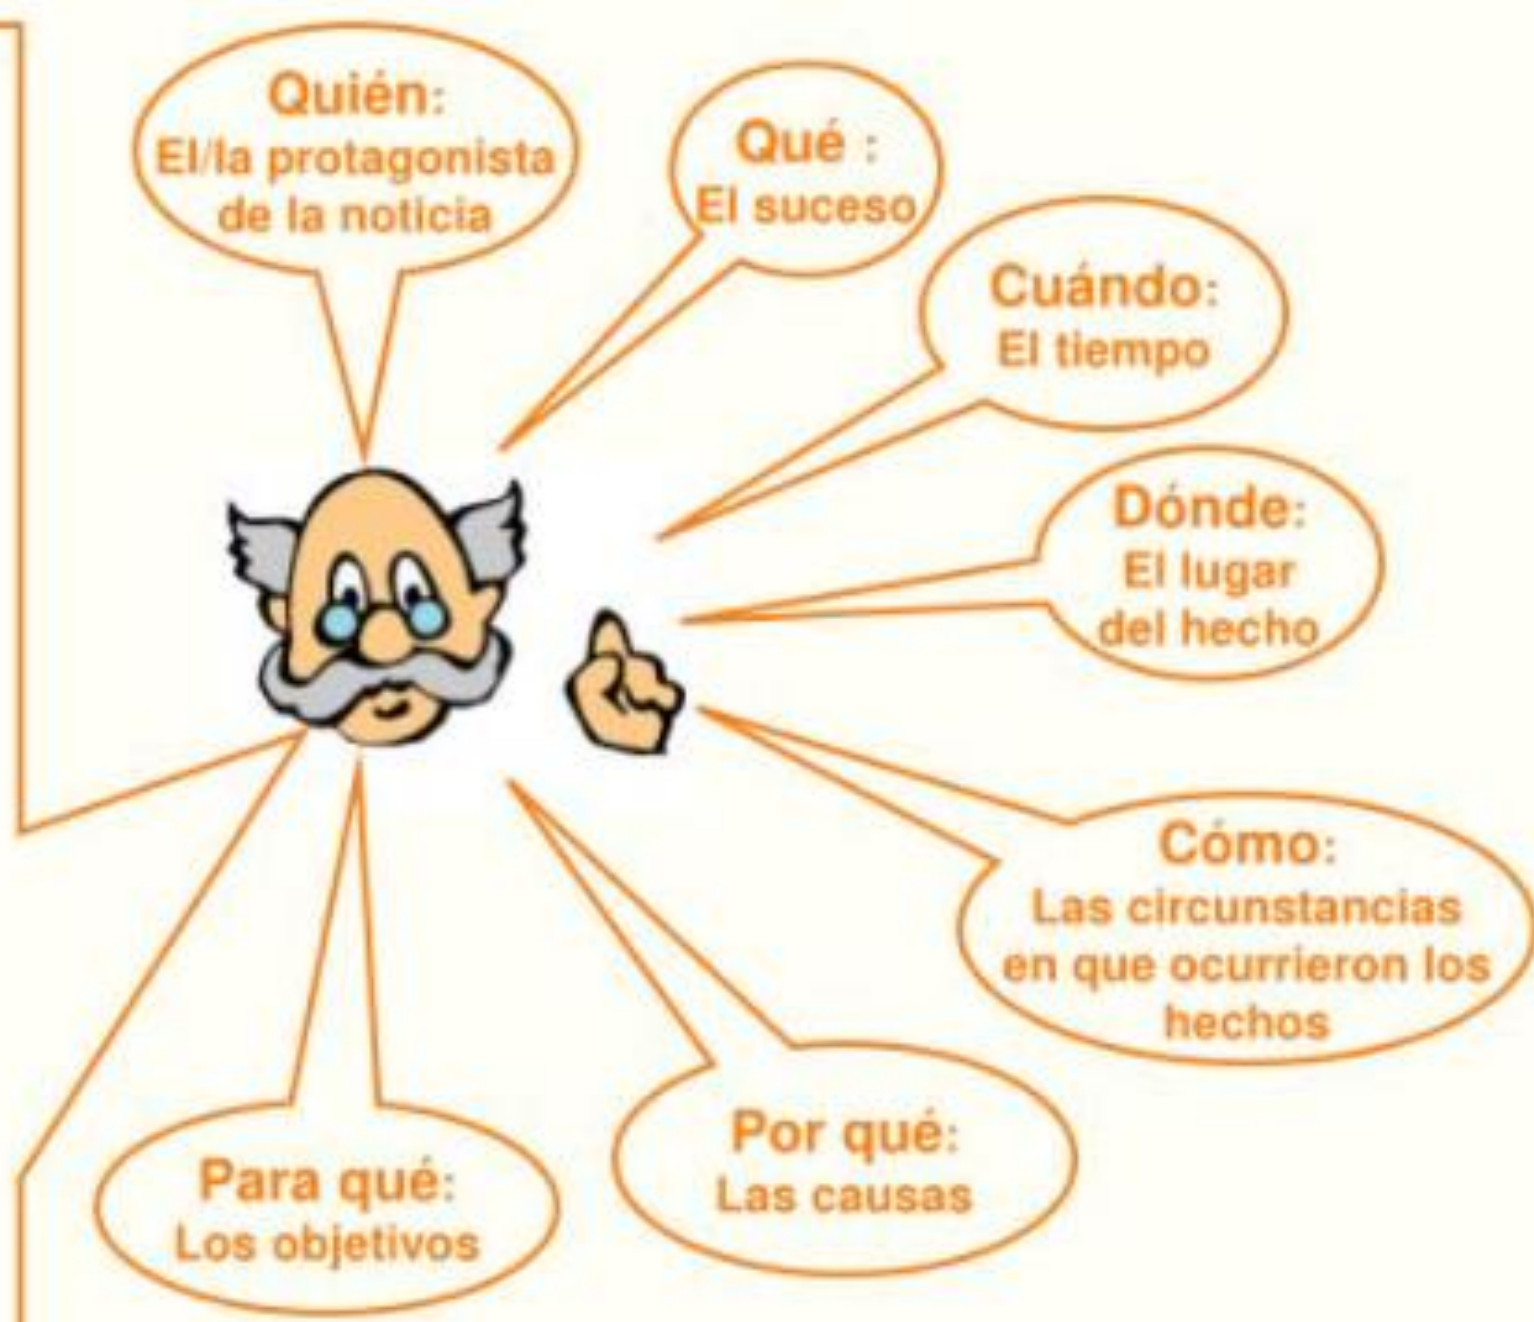 Quién:
El/la protagonista
de la noticia
Qué :
El suceso
Cuándo:
El tiempo
Dónde:
El lugar
del hecho
Cómo:
Las circunstancias
en que ocurrieron los
hechos
Por qué:
Las causas
Para qué:
Los objetivos